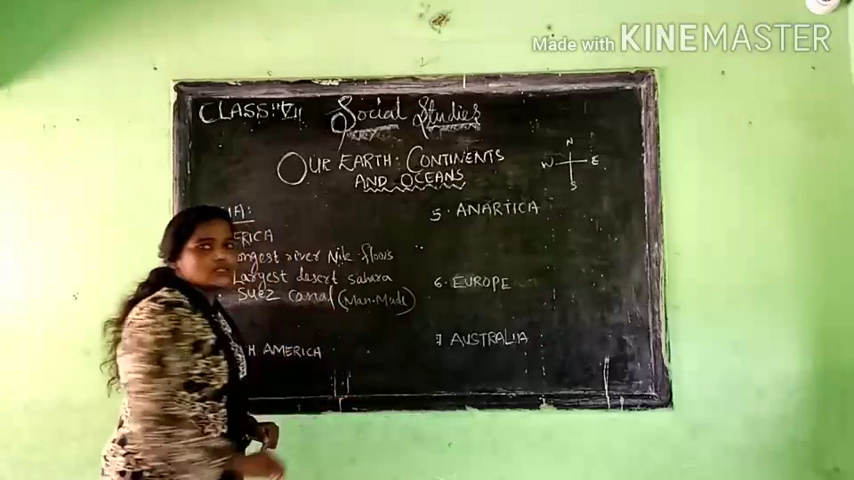 Made with KINEMASTER
CLASS: VII
Social Studies
OUR EARTH: CONTINENTS
AND OCEANS
N
W E
S
IA:
ERICA
ongest river Nile flows
Largest desert Sahara
Suez canal (Man-Made)
H AMERICA
5. ANARTICA
6. EUROPE
7 AUSTRALIA